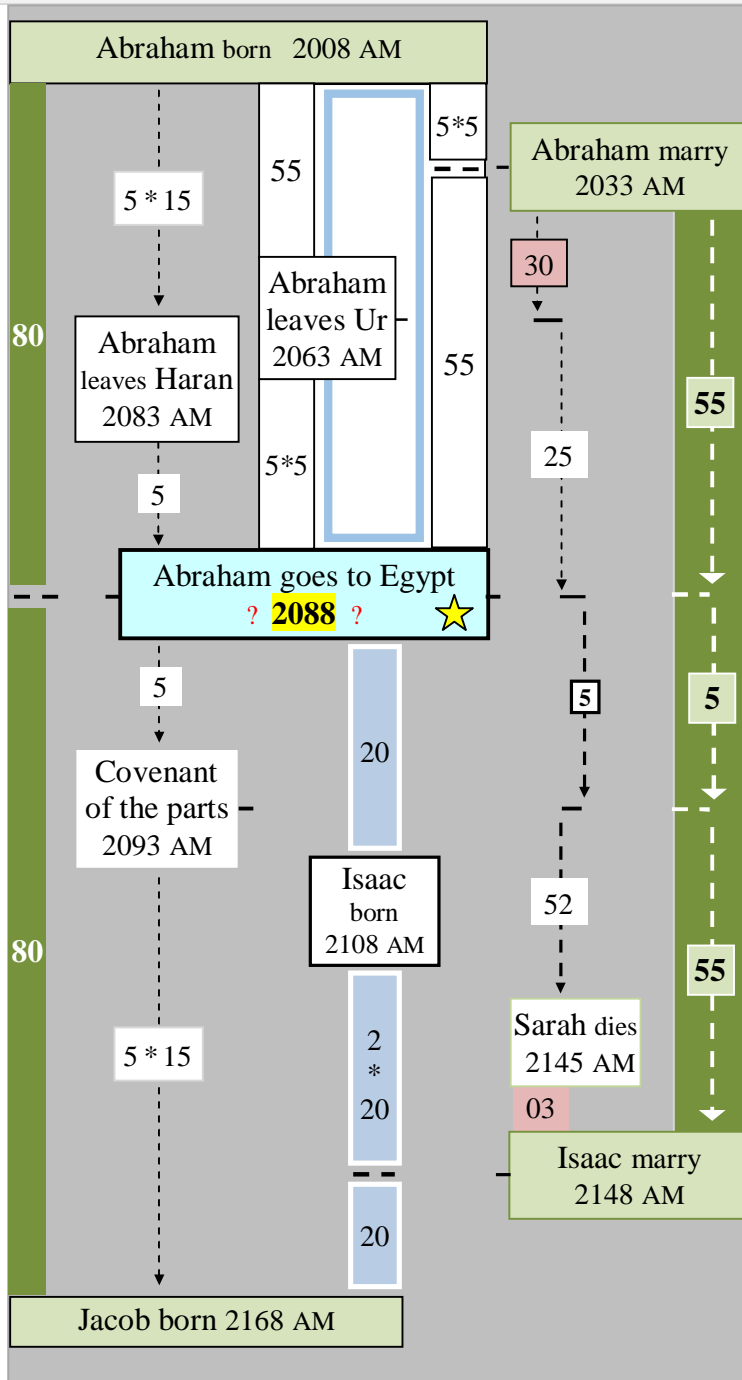 Abraham born 2008 AM
5*5
55
Abraham marry
2033 AM
5 * 15
30
Abraham
leaves Ur
2063 AM
80
Abraham
leaves Haran
2083 AM
55
55
25
5*5
5
Abraham goes to Egypt
? 2088 ?
5
5
5
20
Covenant
of the parts
2093 AM
Isaac
born
2108 AM
52
80
55
Sarah dies
2145 AM
5 * 15
2
*
20
03
Isaac marry
2148 AM
20
Jacob born 2168 AM